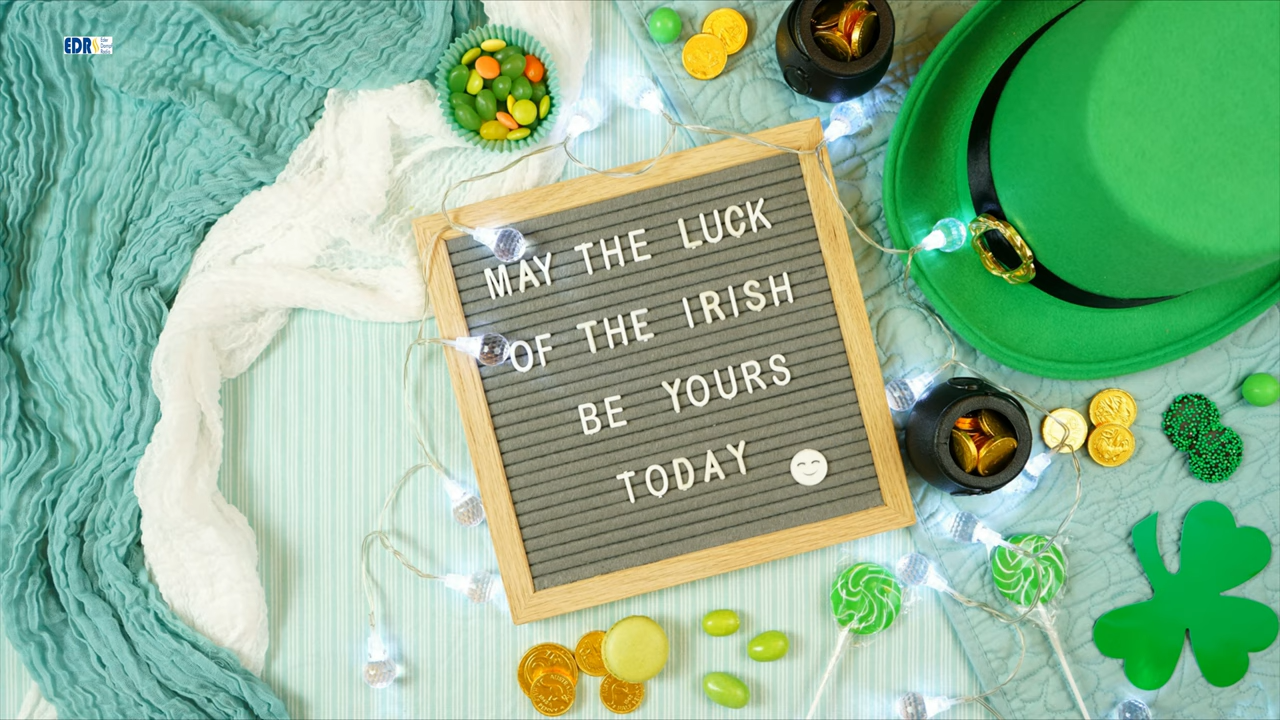 EDR
MAY THE LUCK
OF THE IRISH
BE YOURS
TODAY